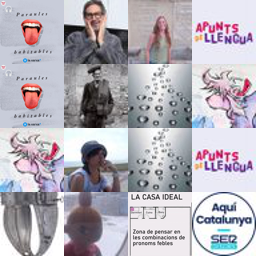 Paraules
habitables
APUNTS
DE LLENGUA
Paraules
habitables
APUNTS
DE LLENGUA
LA CASA IDEAL
Zona de pensar en
les combinacions de
pronoms febles
Aquí
Catalunya
SER